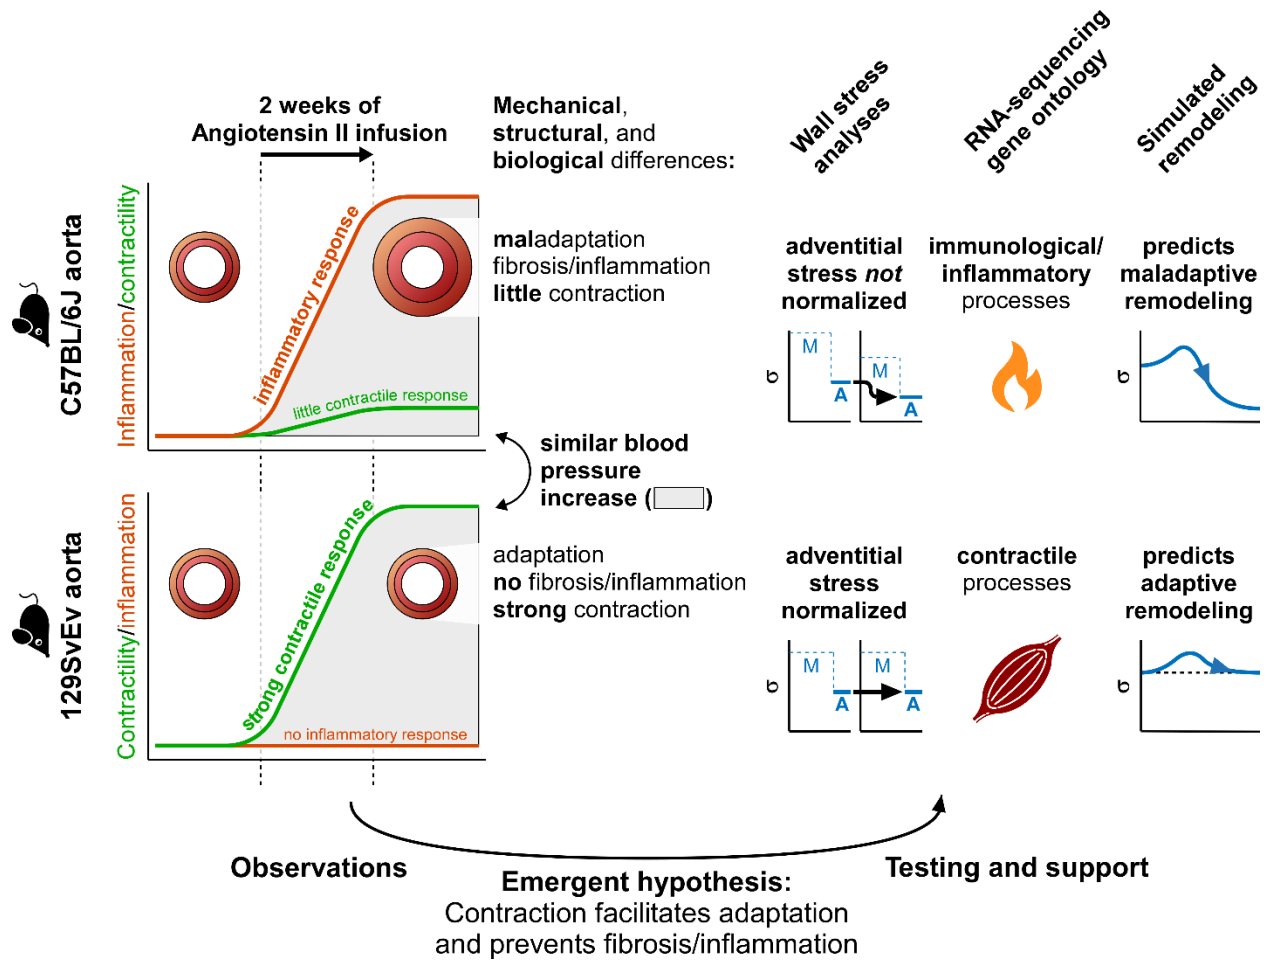 2 weeks of
Angiotensin II infusion
Mechanical,
structural, and
biological differences:
Wall stress
analyses
RNA-sequencing
gene ontology
Simulated
remodeling
C57BL/6J aorta
Inflammation/contractility
inflammatory response
little contractile response
maladaptation
fibrosis/inflammation
little contraction
adventitial
stress not
normalized
σ
M
A
M
A
immunological/
inflammatory
processes
predicts
maladaptive
remodeling
σ
similar blood
pressure
increase ( )
129SvEv aorta
Contractility/inflammation
strong contractile response
no inflammatory response
adaptation
no fibrosis/inflammation
strong contraction
adventitial
stress
normalized
σ
M
A
M
A
contractile
processes
predicts
adaptive
remodeling
σ
Observations
Emergent hypothesis:
Contraction facilitates adaptation
and prevents fibrosis/inflammation
Testing and support